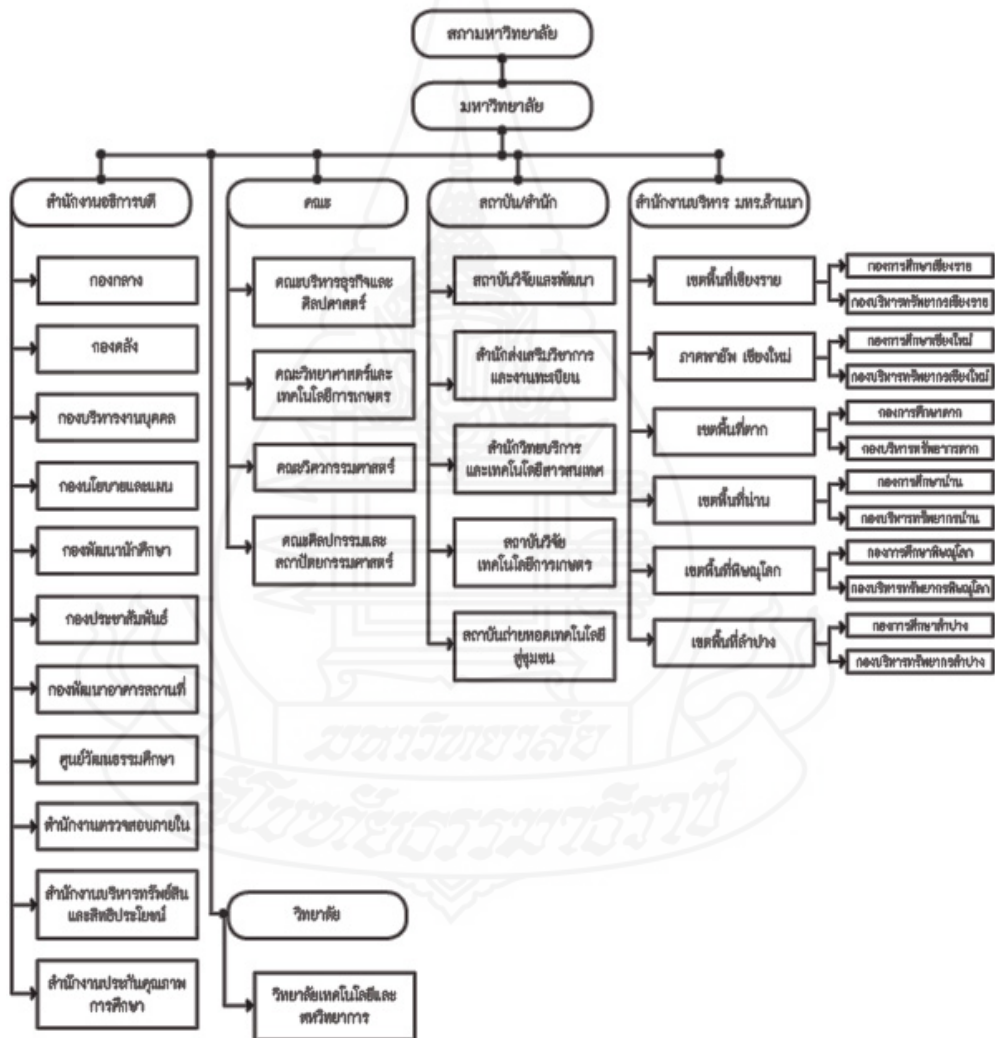 สภามหาวิทยาลัย
มหาวิทยาลัย
สำนักงานอธิการบดี
กองกลาง
กองคลัง
กองบริหารงานบุคคล
กองนโยบายและแผน
กองพัฒนานักศึกษา
กองประชาสัมพันธ์
กองพัฒนาอาคารสถานที่
ศูนย์วัฒนธรรมศึกษา
สำนักงานตรวจสอบภายใน
สำนักงานบริหารทรัพย์สิน
และสิทธิประโยชน์
สำนักงานประกันคุณภาพ
การศึกษา
คณะ
คณะบริหารธุรกิจและ
ศิลปศาสตร์
คณะวิทยาศาสตร์และ
เทคโนโลยีการเกษตร
คณะวิศวกรรมศาสตร์
คณะศิลปกรรมและ
สถาปัตยกรรมศาสตร์
วิทยาลัย
วิทยาลัยเทคโนโลยีและ
สหวิทยาการ
สถาบัน/สำนัก
สถาบันวิจัยและพัฒนา
สำนักส่งเสริมวิชาการ
และงานทะเบียน
สำนักวิทยบริการ
และเทคโนโลยีสารสนเทศ
สถาบันวิจัย
เทคโนโลยีการเกษตร
สถาบันถ่ายทอดเทคโนโลยี
สู่ชุมชน
สำนักงานบริหาร มทร.ล้านนา
เขตพื้นที่เชียงราย
กองการศึกษาเชียงราย
กองบริหารทรัพยากรเชียงราย
ภาคพายัพ เชียงใหม่
กองการศึกษาเชียงใหม่
กองบริหารทรัพยากรเชียงใหม่
เขตพื้นที่ตาก
กองการศึกษาตาก
กองบริหารทรัพยากรตาก
เขตพื้นที่น่าน
กองการศึกษาน่าน
กองบริหารทรัพยากรน่าน
เขตพื้นที่พิษณุโลก
กองการศึกษาพิษณุโลก
กองบริหารทรัพยากรพิษณุโลก
เขตพื้นที่ลำปาง
กองการศึกษาลำปาง
กองบริหารทรัพยากรลำปาง
มหาวิทยาลัย
สุโขทัยธรรมาธิราช